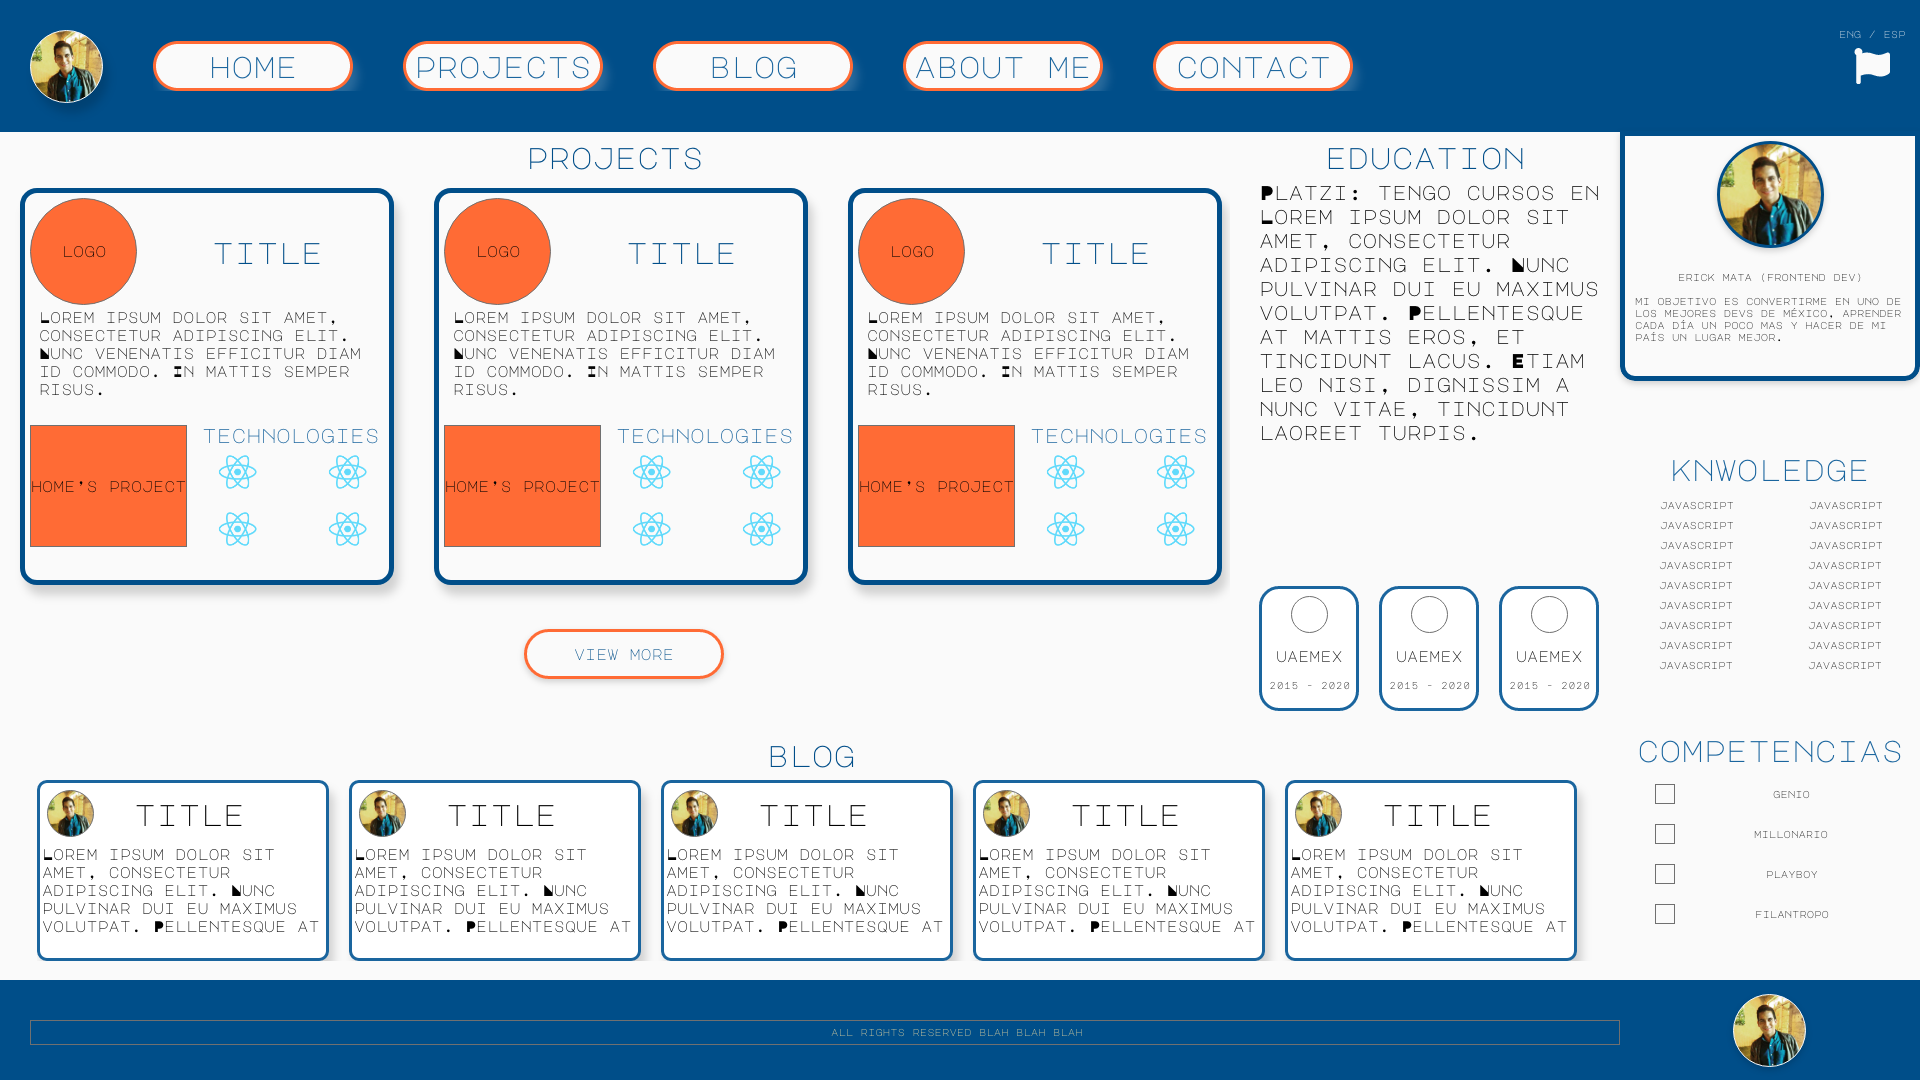 HOME
PROJECTS
BLOG
ABOUT ME
CONTACT
ENG / ESP
PROJECTS
LOGO
TITLE
LOREM IPSUM DOLOR SIT AMET,
CONSECTETUR ADIPISCING ELIT.
NUNC VENENATIS EFFICITUR DIAM
ID COMMODO. IN MATTIS SEMPER
RISUS.
HOME'S PROJECT
TECHNOLOGIES
LOGO
TITLE
LOREM IPSUM DOLOR SIT AMET,
CONSECTETUR ADIPISCING ELIT.
NUNC VENENATIS EFFICITUR DIAM
ID COMMODO. IN MATTIS SEMPER
RISUS.
HOME'S PROJECT
TECHNOLOGIES
LOGO
TITLE
LOREM IPSUM DOLOR SIT AMET,
CONSECTETUR ADIPISCING ELIT.
NUNC VENENATIS EFFICITUR DIAM
ID COMMODO. IN MATTIS SEMPER
RISUS.
HOME'S PROJECT
TECHNOLOGIES
VIEW MORE
EDUCATION
PLATZI: TENGO CURSOS EN
LOREM IPSUM DOLOR SIT
AMET, CONSECTETUR
ADIPISCING ELIT. NUNC
PULVINAR DUI EU MAXIMUS
VOLUTPAT. PELLENTESQUE
AT MATTIS EROS, ET
TINCIDUNT LACUS. ETIAM
LEO NISI, DIGNISSIM A
NUNC VITAE, TINCIDUNT
LAOREET TURPIS.
UAEMEX
2015 - 2020
UAEMEX
2015 - 2020
UAEMEX
2015 - 2020
ERICK MATA (FRONTEND DEV)
MI OBJETIVO ES CONVERTIRME EN UNO DE
LOS MEJORES DEVS DE MÉXICO, APRENDER
CADA DÍA UN POCO MAS Y HACER DE MI
PAÍS UN LUGAR MEJOR.
KNWOLEDGE
JAVASCRIPT JAVASCRIPT
JAVASCRIPT JAVASCRIPT
JAVASCRIPT JAVASCRIPT
JAVASCRIPT JAVASCRIPT
JAVASCRIPT JAVASCRIPT
JAVASCRIPT JAVASCRIPT
JAVASCRIPT JAVASCRIPT
JAVASCRIPT JAVASCRIPT
JAVASCRIPT JAVASCRIPT
COMPETENCIAS
GENIO
MILLONARIO
PLAYBOY
FILANTROPO
BLOG
TITLE
LOREM IPSUM DOLOR SIT
AMET, CONSECTETUR
ADIPISCING ELIT. NUNC
PULVINAR DUI EU MAXIMUS
VOLUTPAT. PELLENTESQUE AT
TITLE
LOREM IPSUM DOLOR SIT
AMET, CONSECTETUR
ADIPISCING ELIT. NUNC
PULVINAR DUI EU MAXIMUS
VOLUTPAT. PELLENTESQUE AT
TITLE
LOREM IPSUM DOLOR SIT
AMET, CONSECTETUR
ADIPISCING ELIT. NUNC
PULVINAR DUI EU MAXIMUS
VOLUTPAT. PELLENTESQUE AT
TITLE
LOREM IPSUM DOLOR SIT
AMET, CONSECTETUR
ADIPISCING ELIT. NUNC
PULVINAR DUI EU MAXIMUS
VOLUTPAT. PELLENTESQUE AT
TITLE
LOREM IPSUM DOLOR SIT
AMET, CONSECTETUR
ADIPISCING ELIT. NUNC
PULVINAR DUI EU MAXIMUS
VOLUTPAT. PELLENTESQUE AT
ALL RIGHTS RESERVED BLAH BLAH BLAH